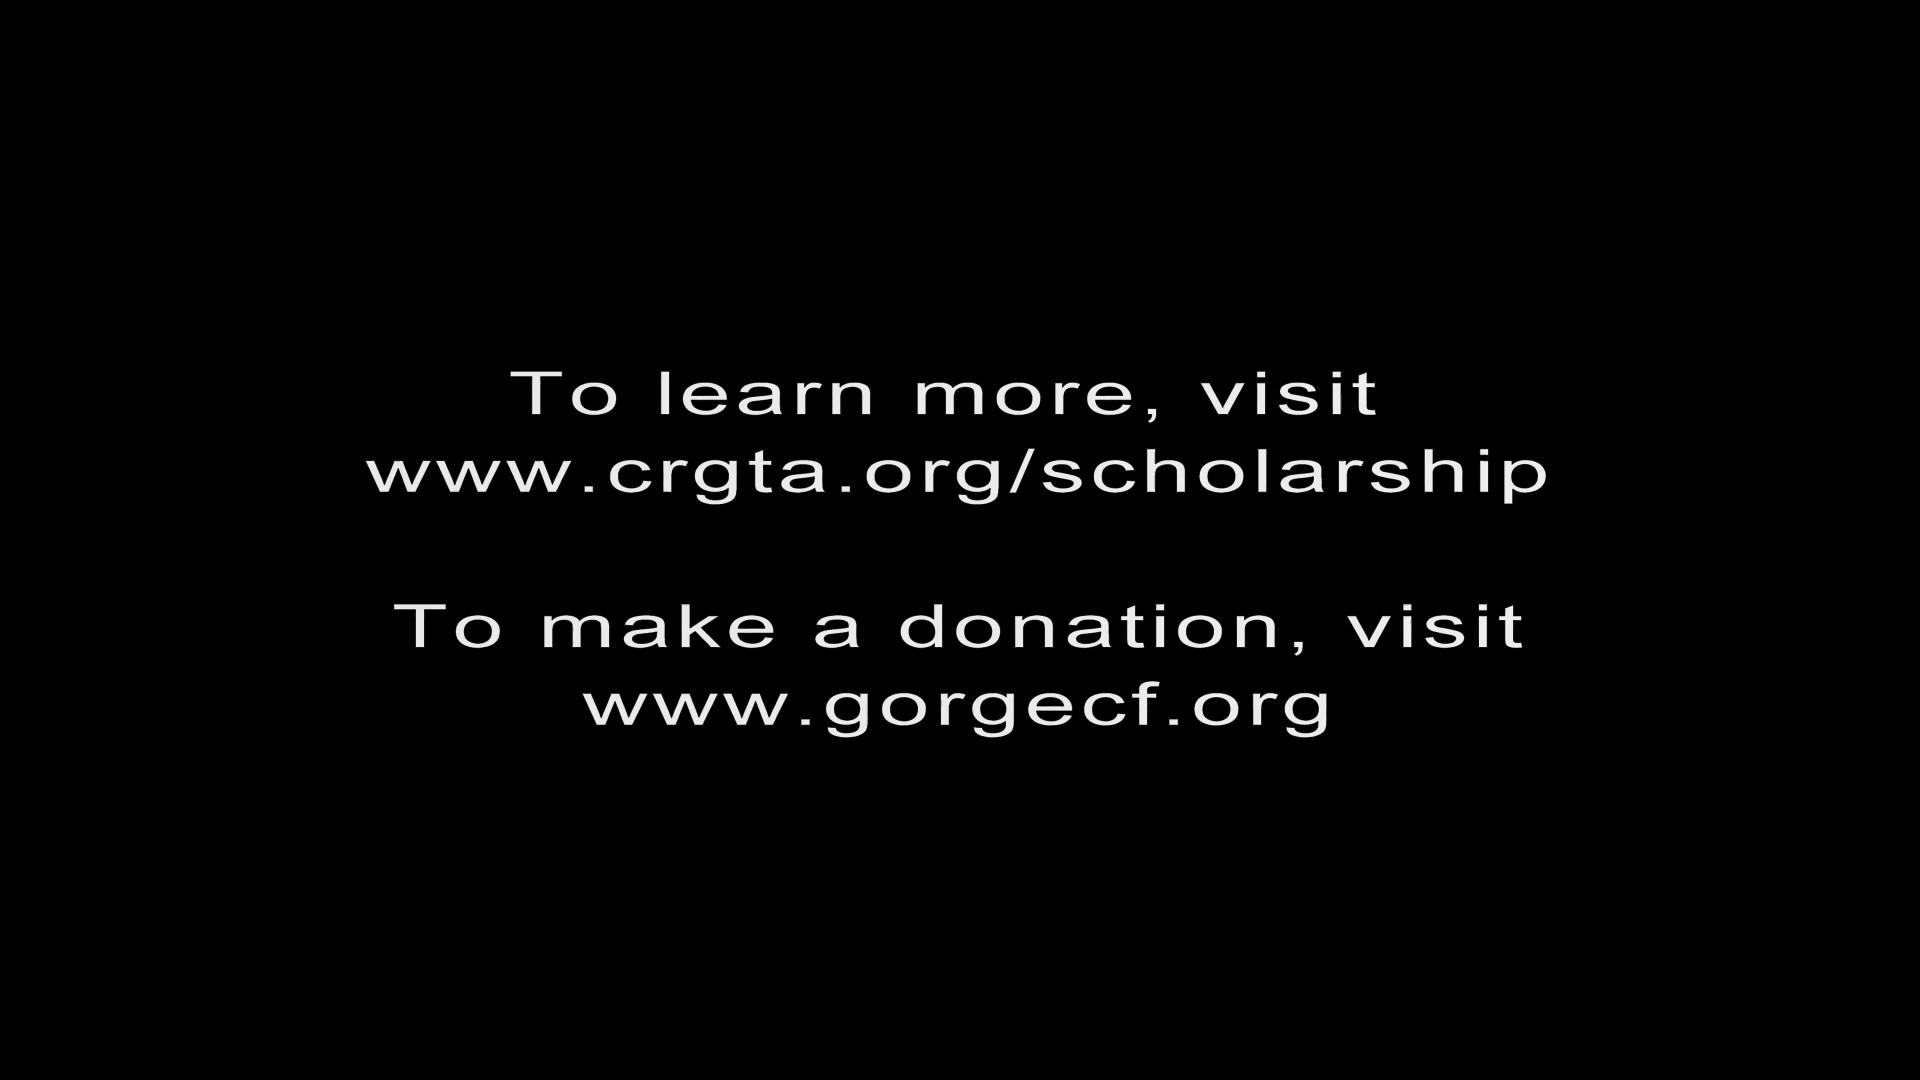 To learn more, visit
www.crgta.org/scholarship
To make a donation, visit
www.gorgecf.org